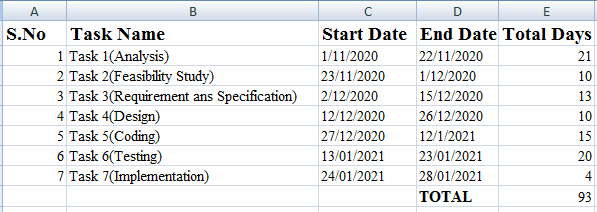 A B C D E
S.No Task Name Start Date End Date Total Days
1 Task 1(Analysis) 1/11/2020 22/11/2020 21
2 Task 2(Feasibility Study) 23/11/2020 1/12/2020 10
3 Task 3(Requirement ans Specification) 2/12/2020 15/12/2020 13
4 Task 4(Design) 12/12/2020 26/12/2020 10
5 Task 5(Coding) 27/12/2020 12/1/2021 15
6 Task 6(Testing) 13/01/2021 23/01/2021 20
7 Task 7(Implementation) 24/01/2021 28/01/2021 4
TOTAL 93